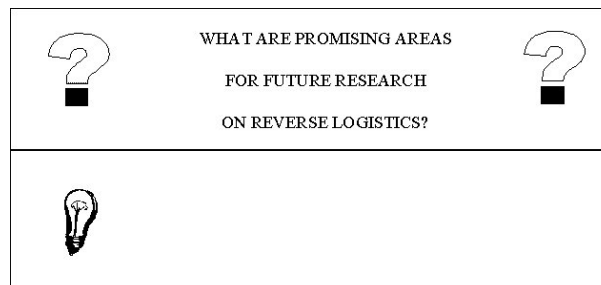 WHAT ARE PROMISING AREAS
FOR FUTURE RESEARCH
ON REVERSE LOGISTICS?